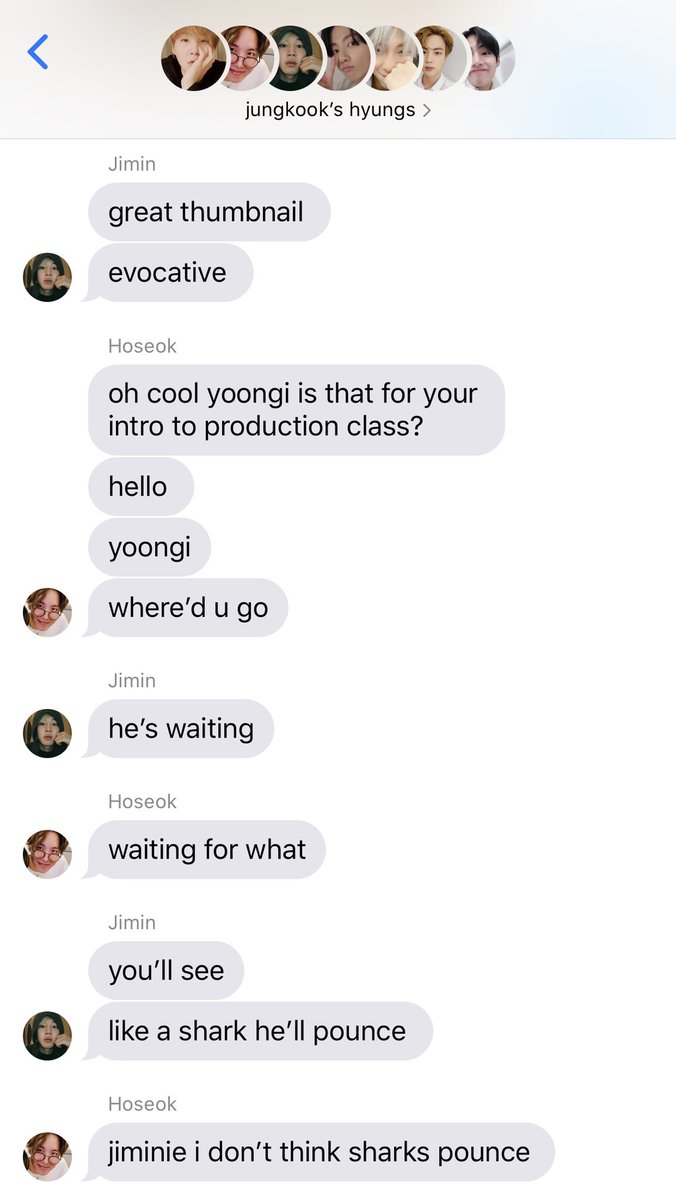 jungkook’s hyungs >
Jimin
great thumbnail
evocative
Hoseok
oh cool yoongi is that for your
intro to production class?
hello
yoongi
where’d u go
Jimin
he’s waiting
Hoseok
waiting for what
Jimin
you’ll see
like a shark he’ll pounce
Hoseok
jiminie i don’t think sharks pounce